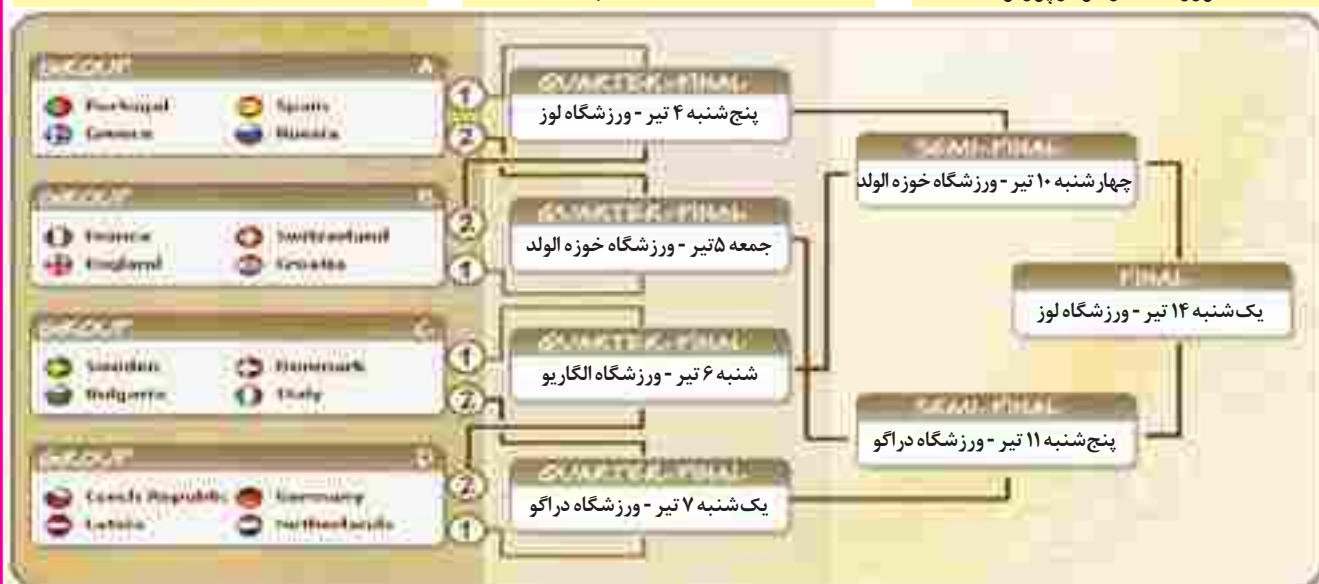 GROUP A
Portugal Spain
Greece Russia
GROUP B
France Switzerland
England Croatia
GROUP C
Sweden Denmark
Bulgaria Italy
GROUP D
Czech Republic Germany
Latvia Netherlands
1
2
2
1
1
2
2
1
QUARTER-FINAL
پنج‌شنبه ۴ تیر - ورزشگاه لوز
QUARTER-FINAL
جمعه ۵تیر - ورزشگاه خوزه الولد
QUARTER-FINAL
شنبه ۶ تیر - ورزشگاه الگاریو
QUARTER-FINAL
یک‌شنبه ۷ تیر - ورزشگاه دراگو
SEMI-FINAL
چهارشنبه ۱۰ تیر - ورزشگاه خوزه الولد
SEMI-FINAL
پنج‌شنبه ۱۱ تیر - ورزشگاه دراگو
FINAL
یک‌شنبه ۱۴ تیر - ورزشگاه لوز